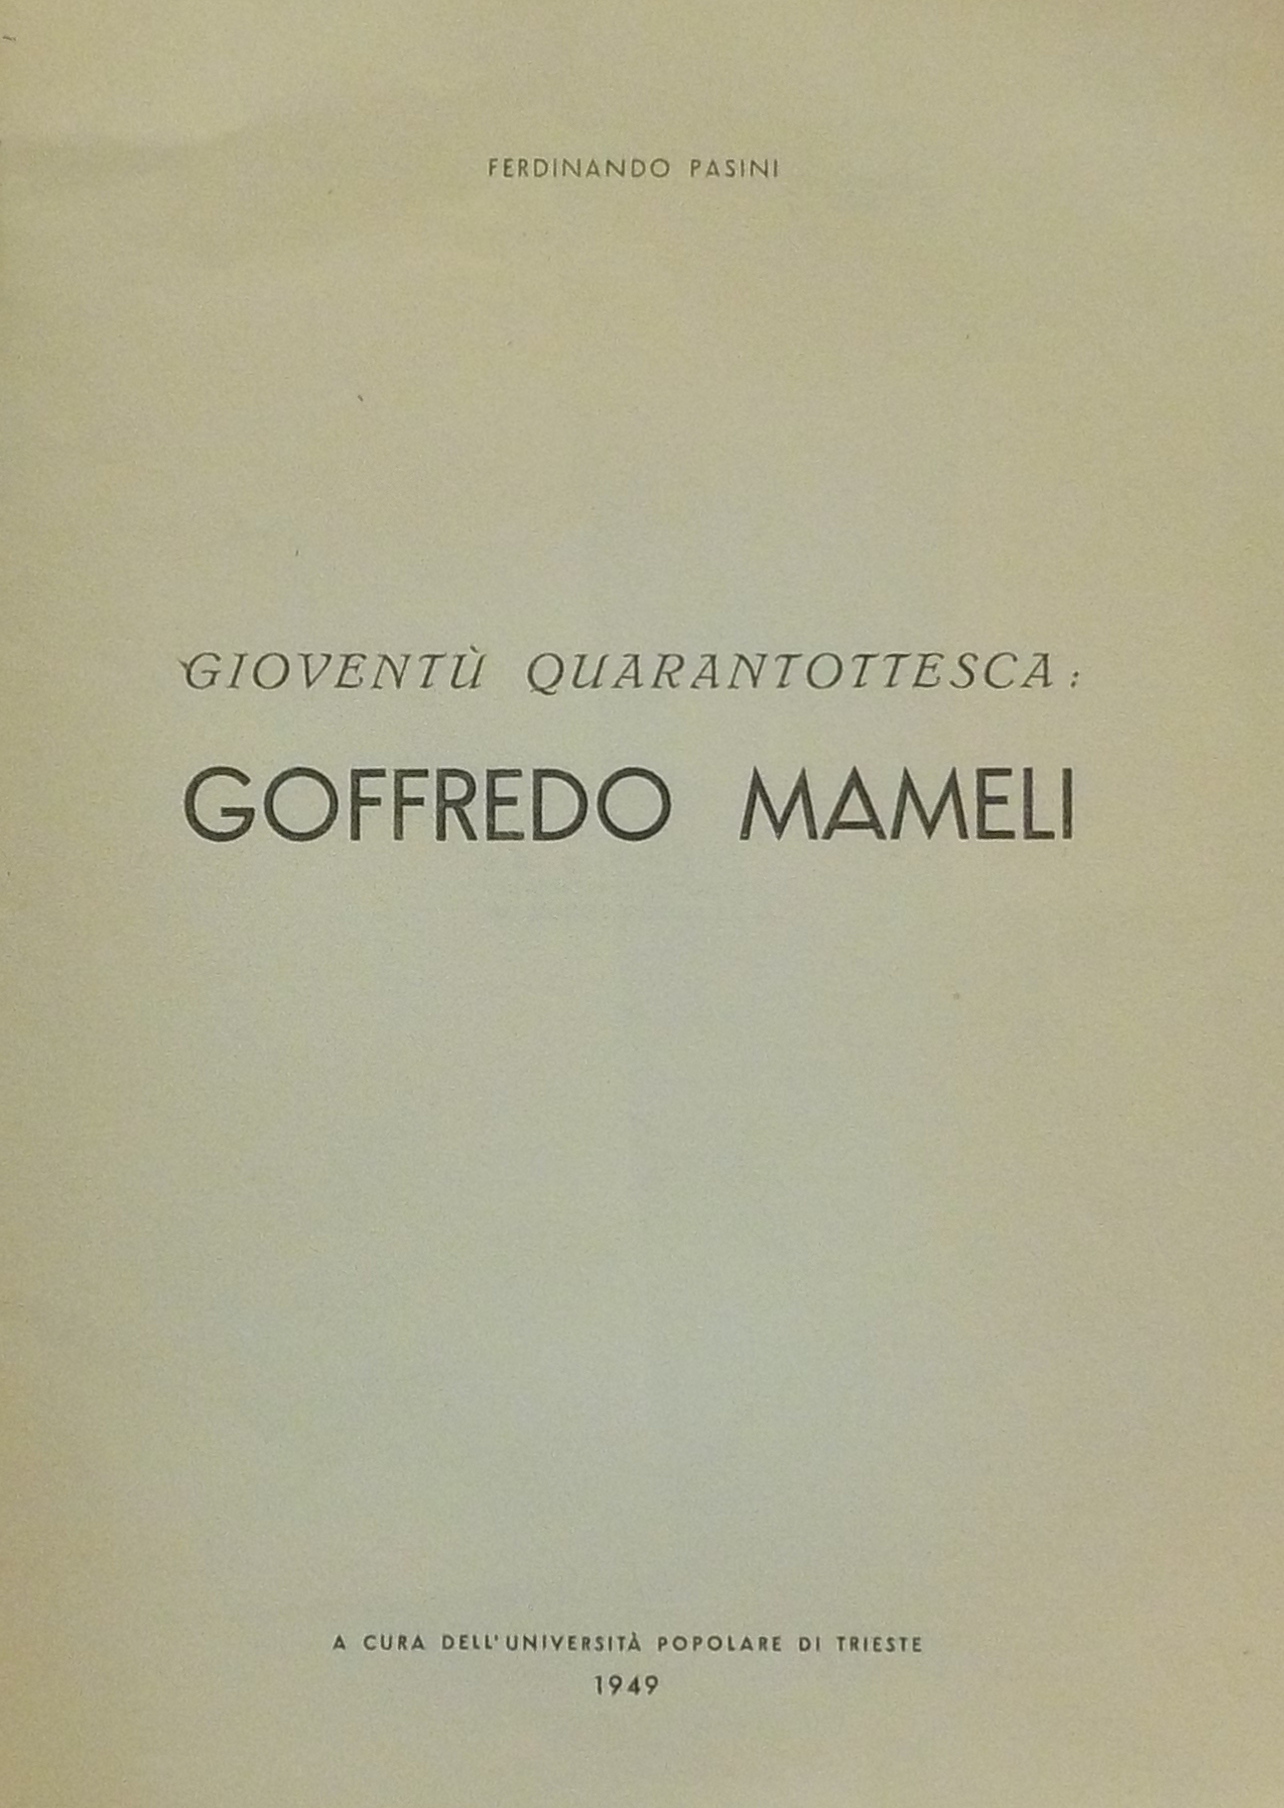 FERDINANDO PASINI
GIOVENTÙ QUARANTOTTESCA:
GOFFREDO MAMELI
A CURA DELL'UNIVERSITÀ POPOLARE DI TRIESTE
1949